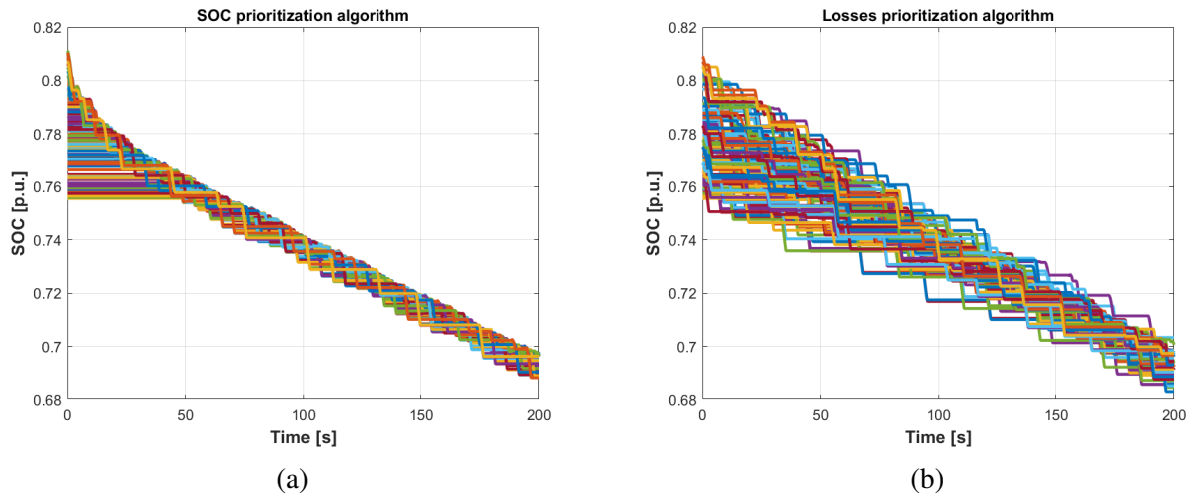 SOC prioritization algorithm
0.82
0.8
0.78
0.76
0.74
0.72
0.7
0.68
SOC [p.u.]
0 50 100 150 200
Time [s]
(a)
Losses prioritization algorithm
0.82
0.8
0.78
0.76
0.74
0.72
0.7
0.68
SOC [p.u.]
0 50 100 150 200
Time [s]
(b)